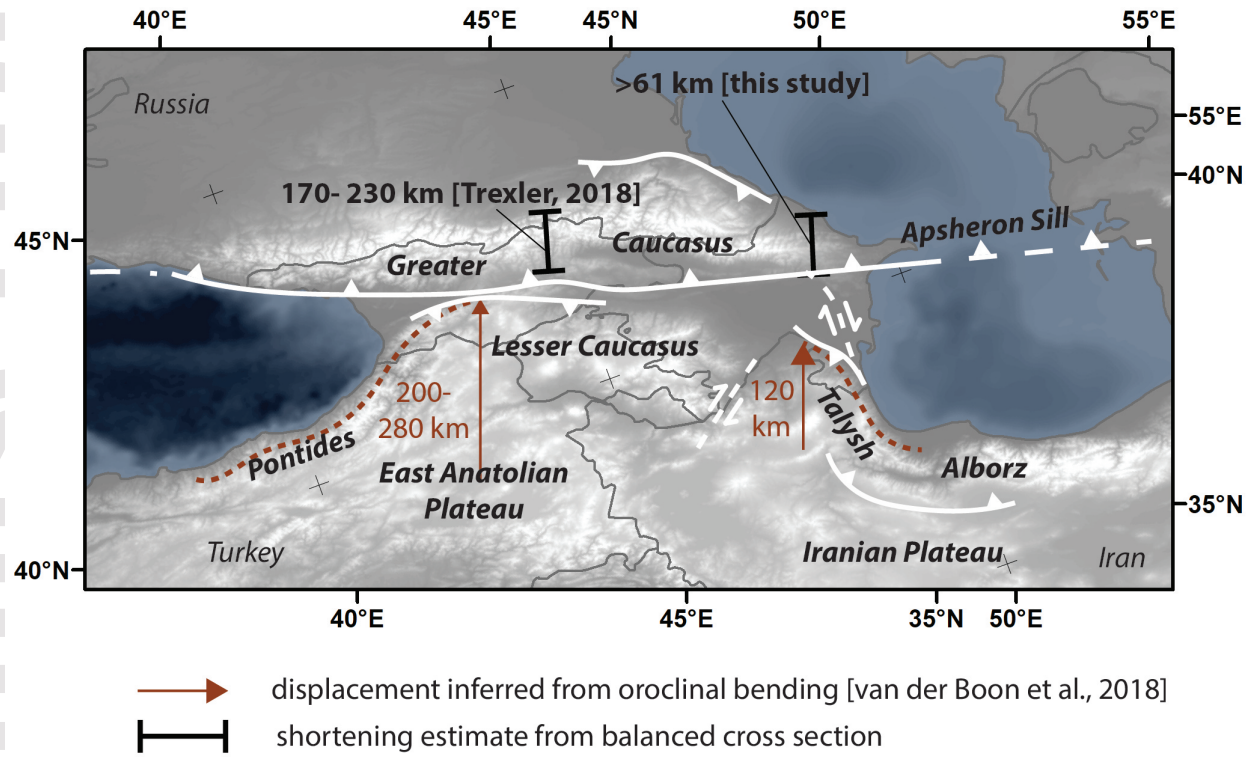 40°E 45°E 45°N 50°E 55°E
Russia
>61 km [this study]
55°E
40°N
170- 230 km [Trexler, 2018]
Apsheron Sill
45°N
Caucasus
Greater
Lesser Caucasus
200-
280 km
120
km
Talysh
Pontides
East Anatolian
Plateau
Alborz
35°N
Turkey
Iranian Plateau
Iran
40°N
40°E 45°E 35°N 50°E
displacement inferred from oroclinal bending [van der Boon et al., 2018]
shortening estimate from balanced cross section